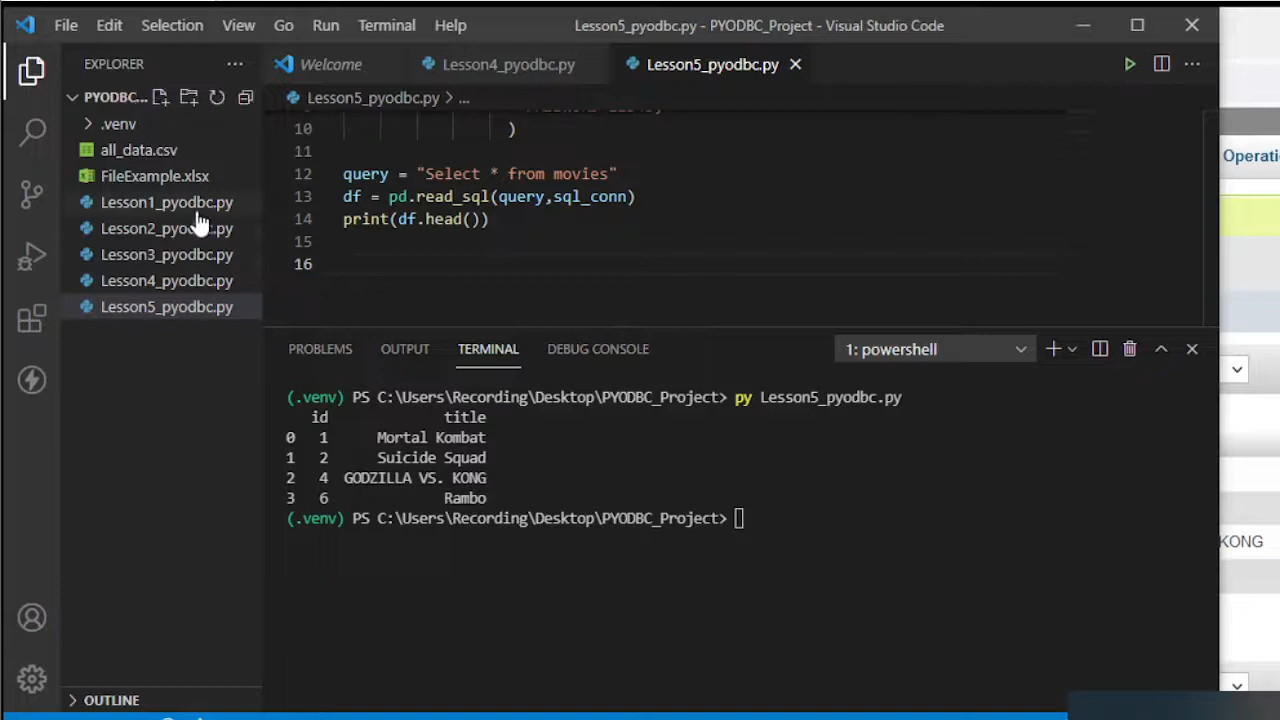 File Edit Selection View Go Run Terminal Help Lesson5_pyodbc.py - PYODBC_Project - Visual Studio Code
EXPLORER
Welcome Lesson4_pyodbc.py Lesson5_pyodbc.py
PYODBC...
Lesson5_pyodbc.py > ...
.venv
all_data.csv
FileExample.xlsx
Lesson1_pyodbc.py
Lesson2_pyodbc.py
Lesson3_pyodbc.py
Lesson4_pyodbc.py
Lesson5_pyodbc.py
10 )
11
12 query = "Select * from movies"
13 df = pd.read_sql(query,sql_conn)
14 print(df.head())
15
16
PROBLEMS OUTPUT TERMINAL DEBUG CONSOLE 1: powershell
(.venv) PS C:\Users\Recording\Desktop\PYODBC_Project> py Lesson5_pyodbc.py
id title
0 1 Mortal Kombat
1 2 Suicide Squad
2 4 GODZILLA VS. KONG
3 6 Rambo
(.venv) PS C:\Users\Recording\Desktop\PYODBC_Project>
OUTLINE
Operati
KONG